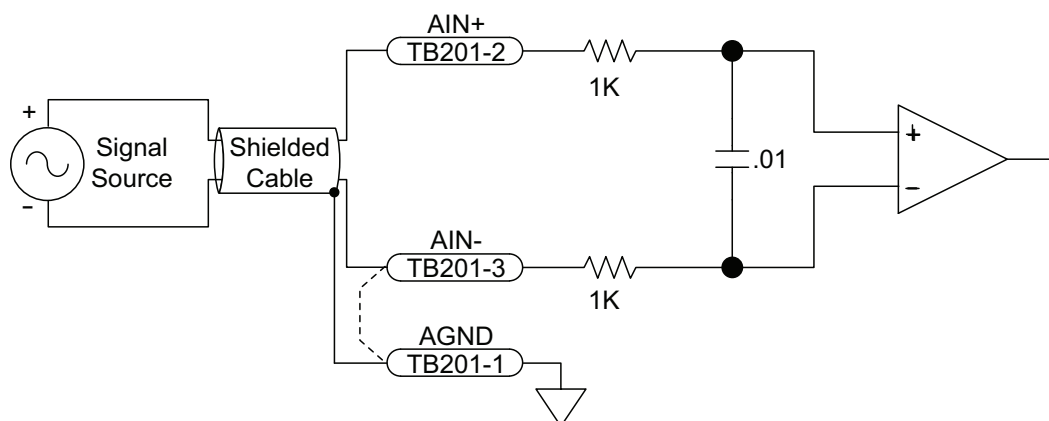 AIN+
TB201-2
1K
+
Signal
Source
-
Shielded
Cable
.01
+
-
AIN-
TB201-3
1K
AGND
TB201-1